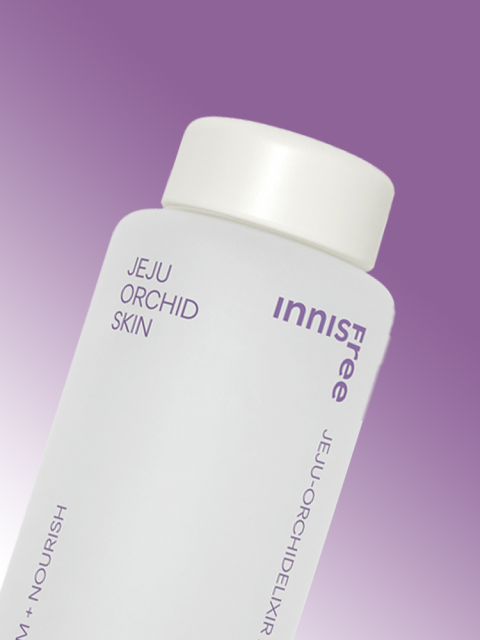 JEJU
ORCHID
SKIN
INNISFree
JEJU-ORCHIDELIXIR
M + NOURISH